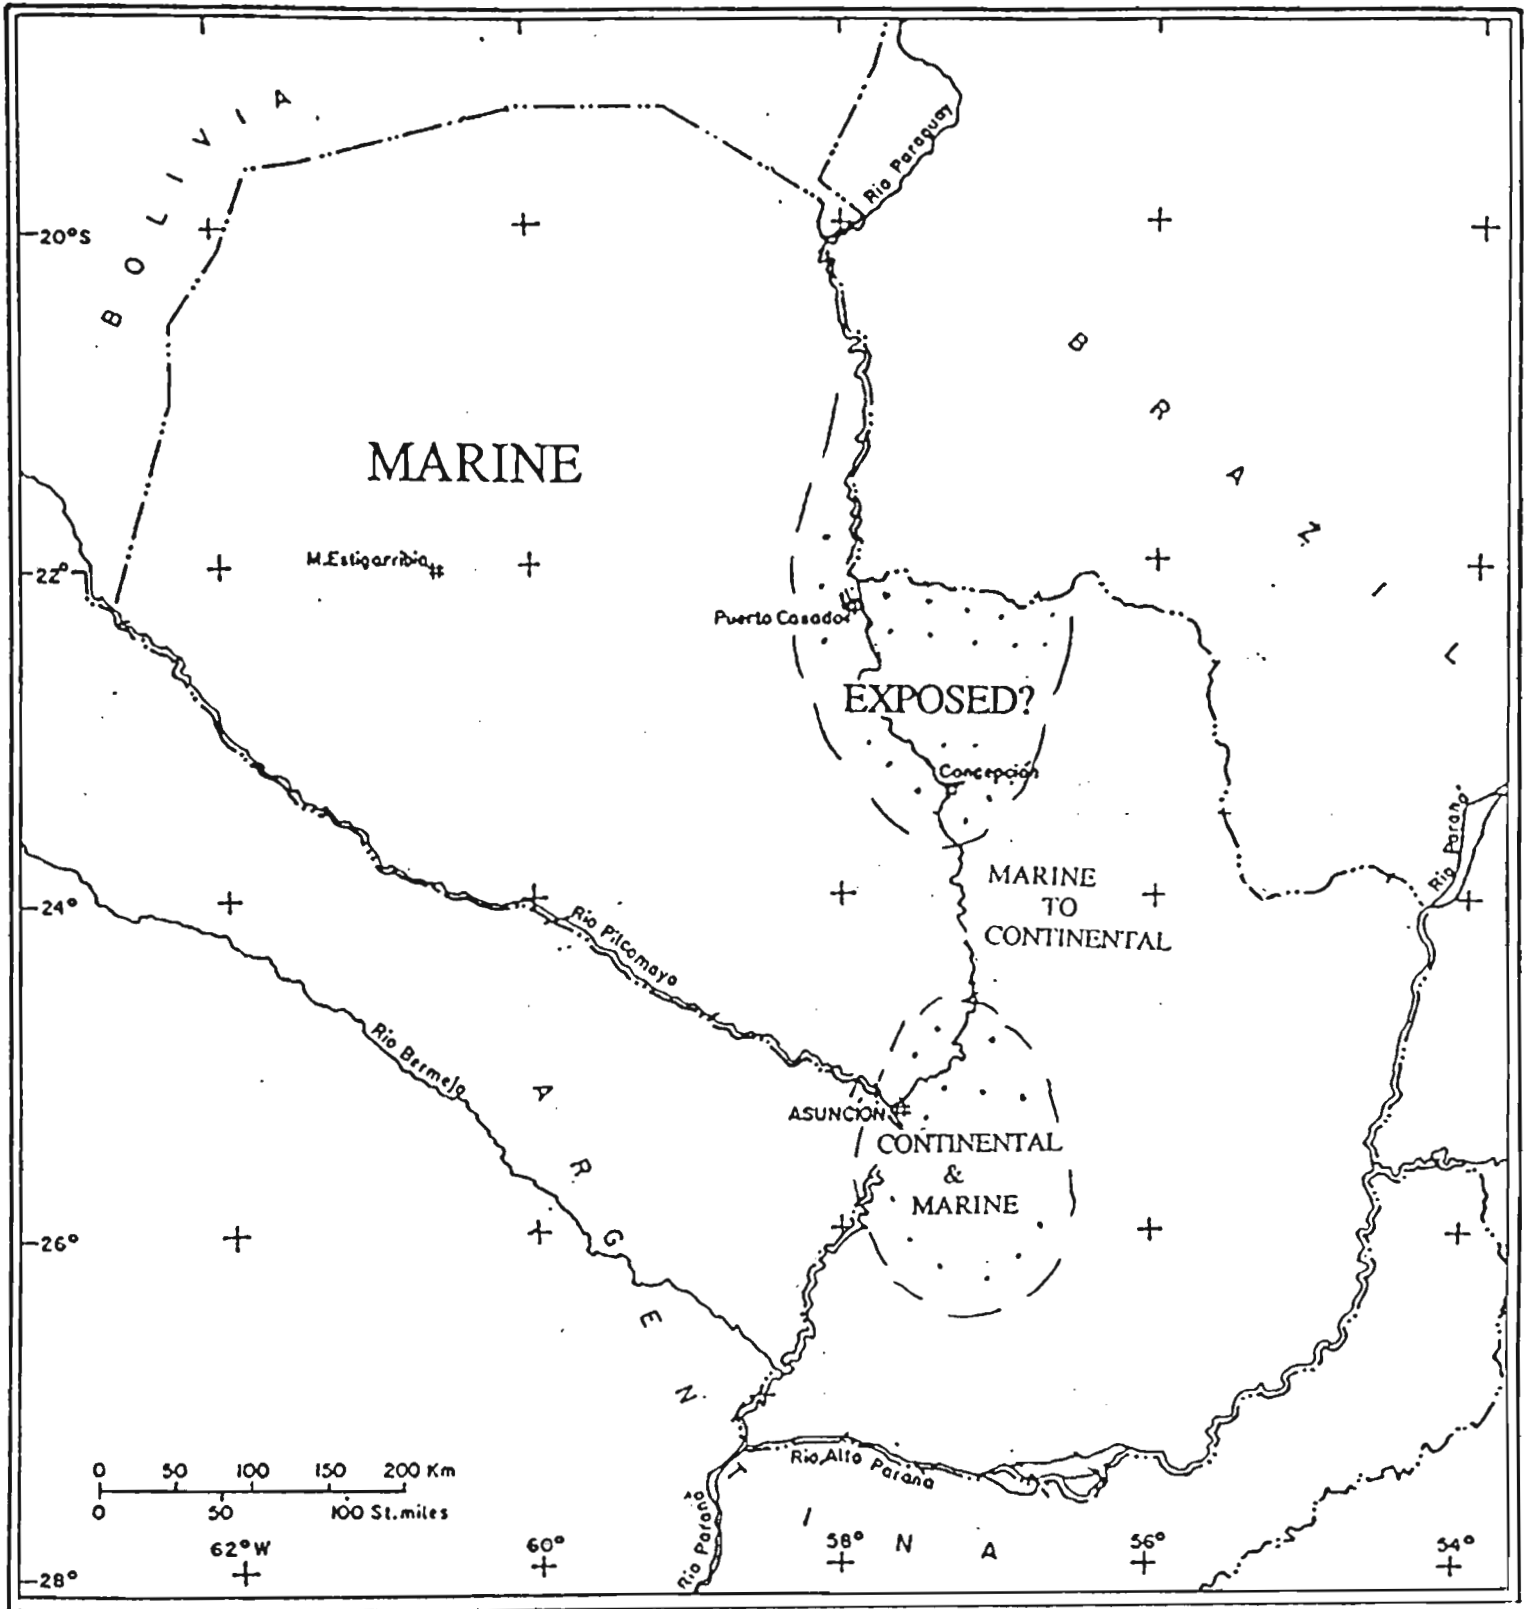 BOLIVIA
Rio Paraguay
20°S
BRAZIL
MARINE
M.Estigarribia
22°
Puerto Casado
EXPOSED?
Concepción
Rio Paraná
MARINE
TO
CONTINENTAL
24°
Rio Pilcomayo
Rio Bermejo
ARGENTINA
ASUNCION
CONTINENTAL
&
MARINE
26°
Rio Alto Parana
0 50 100 150 200 Km
0 50 100 St.miles
Rio Parana
62°W 60° 58° 56° 54°
28°